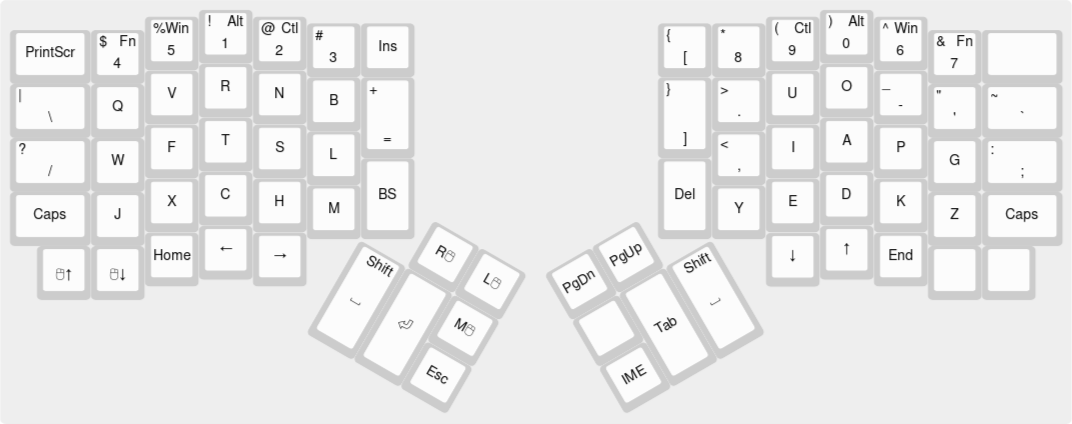 PrintScr
$ Fn
4
%Win
5
! Alt
1
@ Ctl
2
#
3
Ins
{
[
*
8
( Ctl
9
) Alt
0
^ Win
6
& Fn
7
|
\
Q
V
R
N
B
+
=
}
]
>
.
U
O
_
-
"
'
~
`
?
/
W
F
T
S
L
<
,
I
A
P
G
:
;
Caps
J
X
C
H
M
BS
Del
Y
E
D
K
Z
Caps
🖯↑
🖯↓
Home
←
→
↓
↑
End
Shift
⎵
⏎
R🖯
L🖯
M🖯
Esc
PgDn
PgUp
Tab
IME
Shift
⎵